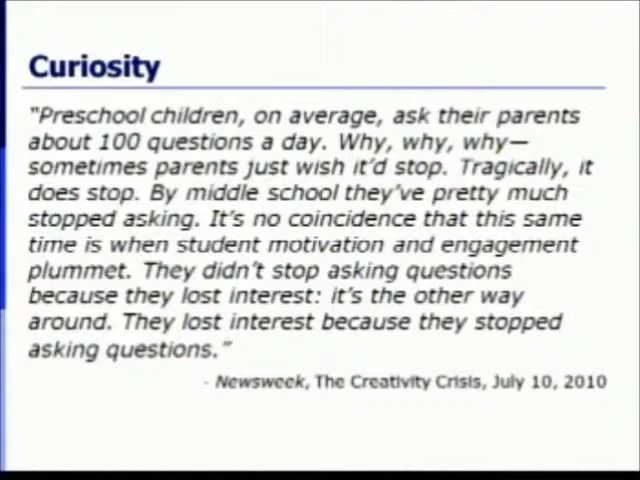 Curiosity
"Preschool children, on average, ask their parents
about 100 questions a day. Why, why, why—
sometimes parents just wish it'd stop. Tragically, it
does stop. By middle school they've pretty much
stopped asking. It's no coincidence that this same
time is when student motivation and engagement
plummet. They didn't stop asking questions
because they lost interest: it's the other way
around. They lost interest because they stopped
asking questions."
- Newsweek, The Creativity Crisis, July 10, 2010